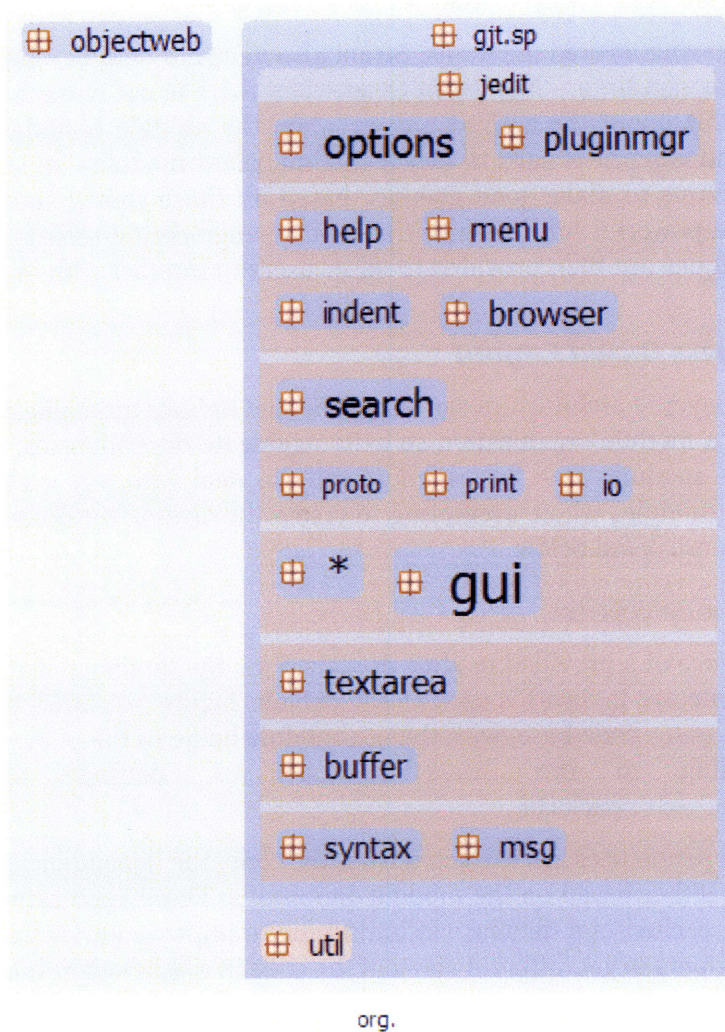 objectweb
gjt.sp
jedit
options pluginmgr
help menu
indent browser
search
proto print io
* gui
textarea
buffer
syntax msg
util
org.